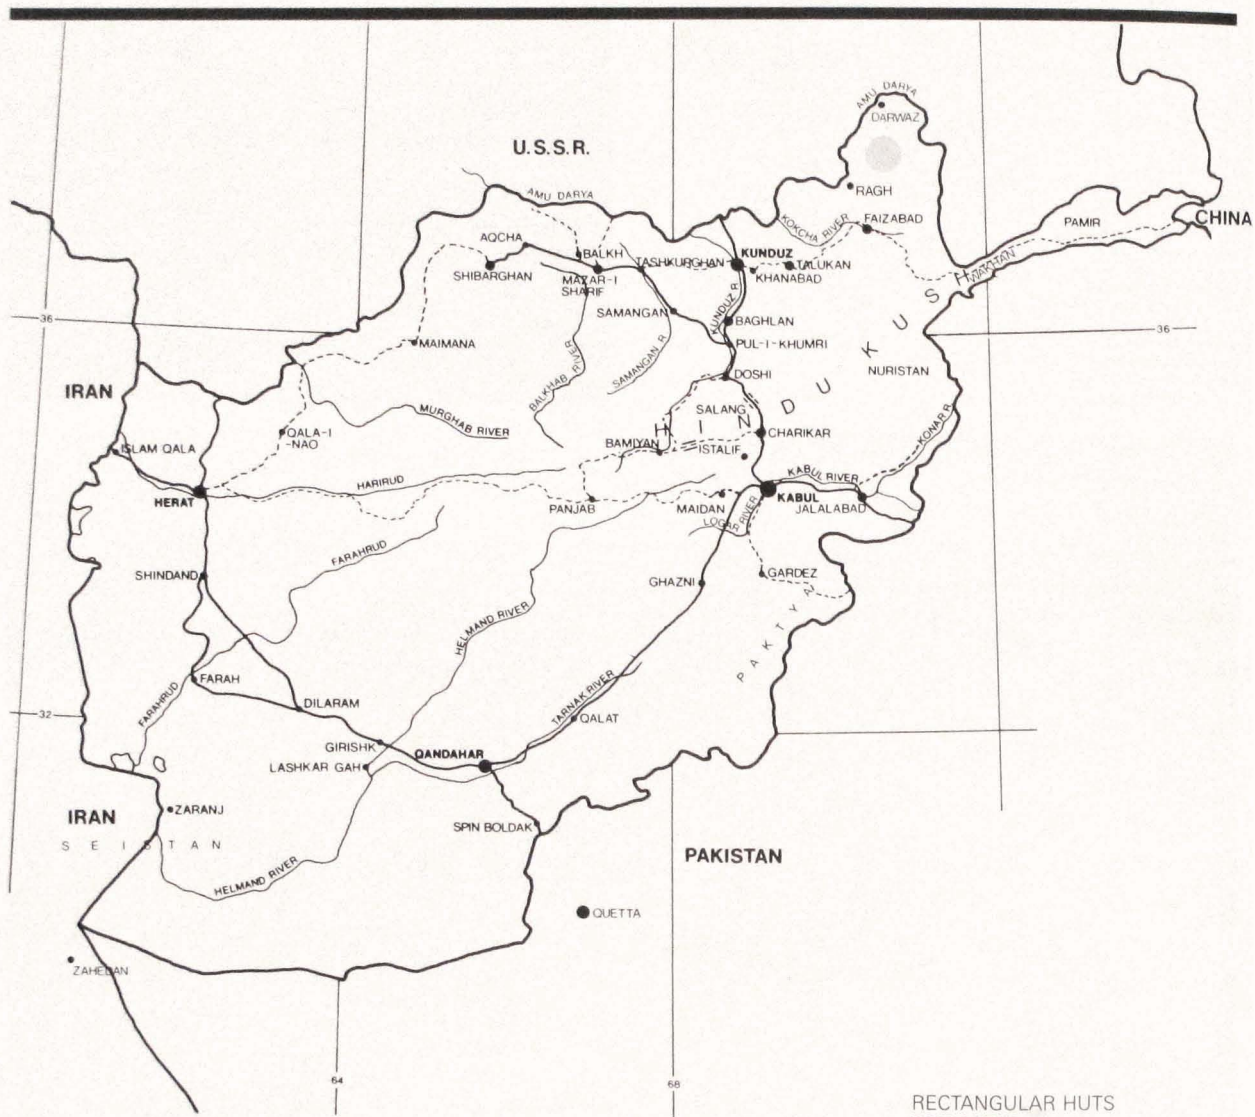 AMU DARYA
DARWAZ
U.S.S.R.
RAGH
AMU DARYA
KOKCHA RIVER
FAIZABAD
PAMIR
CHINA
AQCHA
BALKH
TASHKURGHAN
KUNDUZ
TALUKAN
WAKHAN
SHIBARGHAN
MAZAR-I
SHARIF
KHANABAD
HINDU KUSH
36
SAMANGAN
KUNDUZ R.
BAGHLAN
36
MAIMANA
PUL-I-KHUMRI
BALKHAB RIVER
SAMANGAN R.
DOSHI
NURISTAN
IRAN
MURGHAB RIVER
SALANG
KONAR R.
QALA-I
-NAO
CHARIKAR
ISLAM QALA
BAMIYAN
ISTALIF
HARIRUD
KABUL RIVER
HERAT
PANJAB
MAIDAN
KABUL
JALALABAD
LOGAR RIVER
FARAHRUD
SHINDAND
GHAZNI
GARDEZ
HELMAND RIVER
PAKTYA
FARAH
FARAHRUD
DILARAM
TARNAK RIVER
32
QALAT
GIRISHK
QANDAHAR
LASHKAR GAH
IRAN
ZARANJ
SEISTAN
SPIN BOLDAK
PAKISTAN
HELMAND RIVER
QUETTA
ZAHEDAN
64
68
RECTANGULAR HUTS